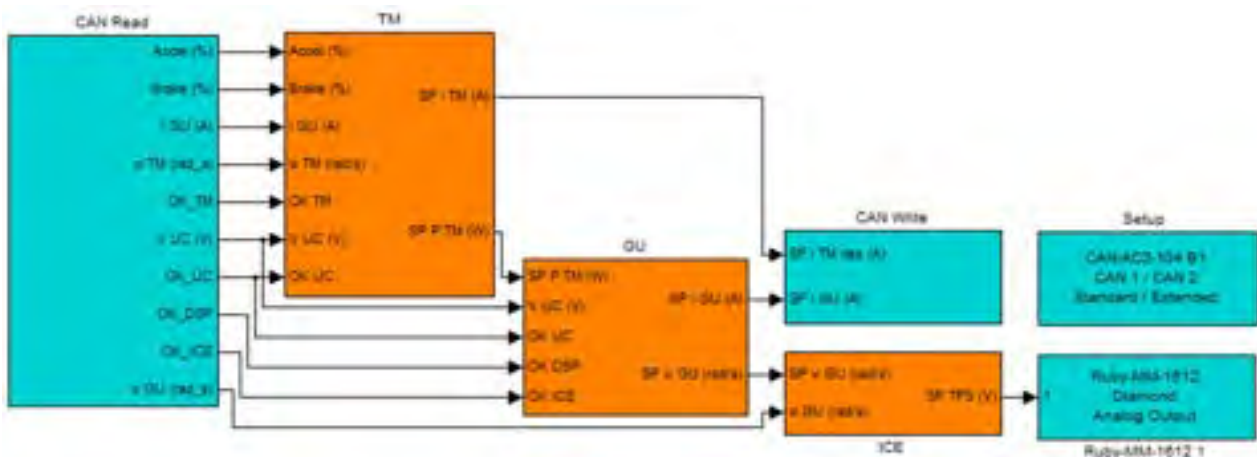 CAN Read
Accel (%)
Brake (%)
i GU (A)
w TM (rad_s)
OK_TM
v UC (V)
OK_UC
OK_DSP
OK_ICE
w GU (rad_s)
TM
Accel (%)
Brake (%)
i GU (A)
w TM (rad/s)
OK TM
v UC (V)
OK UC
SP i TM (A)
SP P TM (W)
GU
SP P TM (W)
v UC (V)
OK UC
OK DSP
OK ICE
SP i GU (A)
SP w GU (rad/s)
CAN Write
SP i TM (A)
SP i GU (A)
SP w GU (rad/s)
w GU (rad/s)
SP TPS (V)
ICE
Setup
CAN-AC2-104 B1
CAN 1 / CAN 2
Standard / Extended
1
Ruby-MM-1612
Diamond
Analog Output
Ruby-MM-1612 1